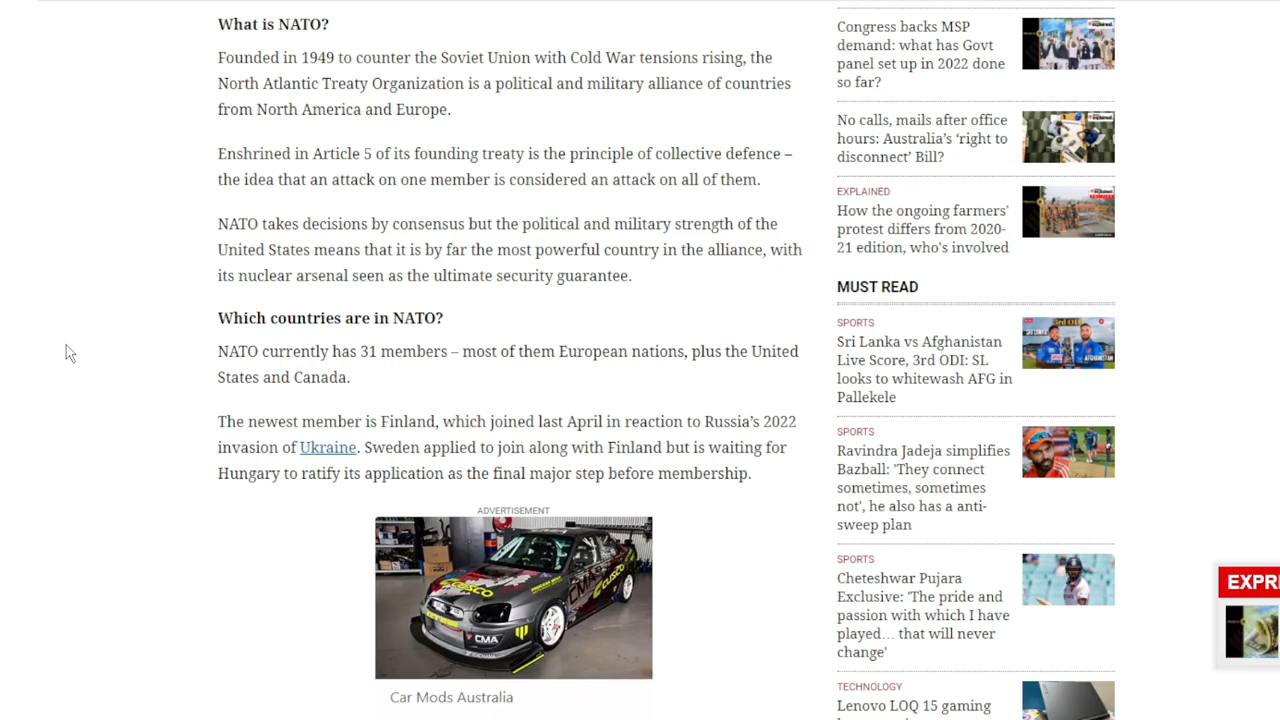 What is NATO?
Founded in 1949 to counter the Soviet Union with Cold War tensions rising, the
North Atlantic Treaty Organization is a political and military alliance of countries
from North America and Europe.
Enshrined in Article 5 of its founding treaty is the principle of collective defence –
the idea that an attack on one member is considered an attack on all of them.
NATO takes decisions by consensus but the political and military strength of the
United States means that it is by far the most powerful country in the alliance, with
its nuclear arsenal seen as the ultimate security guarantee.
Which countries are in NATO?
NATO currently has 31 members – most of them European nations, plus the United
States and Canada.
The newest member is Finland, which joined last April in reaction to Russia’s 2022
invasion of Ukraine. Sweden applied to join along with Finland but is waiting for
Hungary to ratify its application as the final major step before membership.
ADVERTISEMENT
CUSCO
CUSCO
CMA
CMA
Car Mods Australia
Congress backs MSP
demand: what has Govt
panel set up in 2022 done
so far?
No calls, mails after office
hours: Australia’s ‘right to
disconnect’ Bill?
EXPLAINED
How the ongoing farmers'
protest differs from 2020-
21 edition, who's involved
MUST READ
SPORTS
Sri Lanka vs Afghanistan
Live Score, 3rd ODI: SL
looks to whitewash AFG in
Pallekele
3rd ODI
SPORTS
Ravindra Jadeja simplifies
Bazball: 'They connect
sometimes, sometimes
not', he also has a anti-
sweep plan
SPORTS
Cheteshwar Pujara
Exclusive: 'The pride and
passion with which I have
played… that will never
change'
TECHNOLOGY
Lenovo LOQ 15 gaming
EXPR